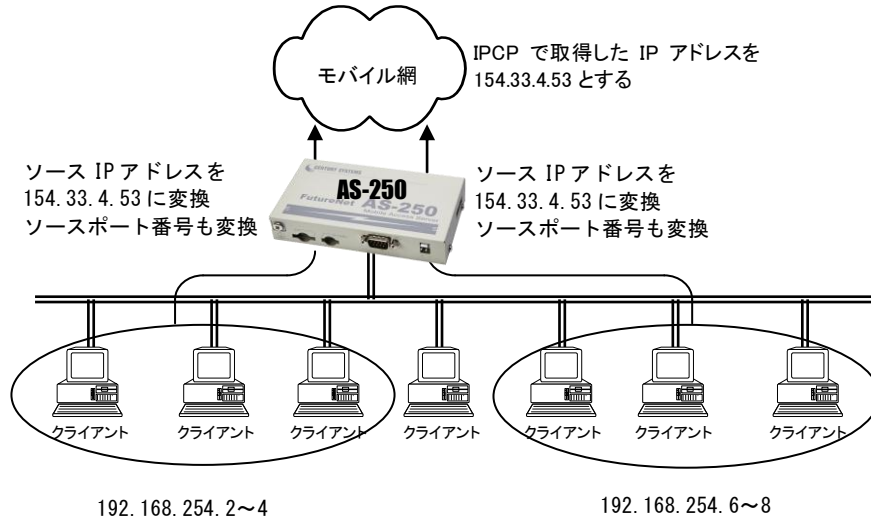 モバイル網
IPCP で取得した IP アドレスを
154.33.4.53 とする
ソース IP アドレスを
154.33.4.53 に変換
ソースポート番号も変換
CENTURY SYSTEMS
AS-250
FutureNet AS-250
Mobile Access Server
ソース IP アドレスを
154.33.4.53 に変換
ソースポート番号も変換
クライアント
クライアント
クライアント
クライアント
クライアント
クライアント
クライアント
192.168.254.2～4
192.168.254.6～8